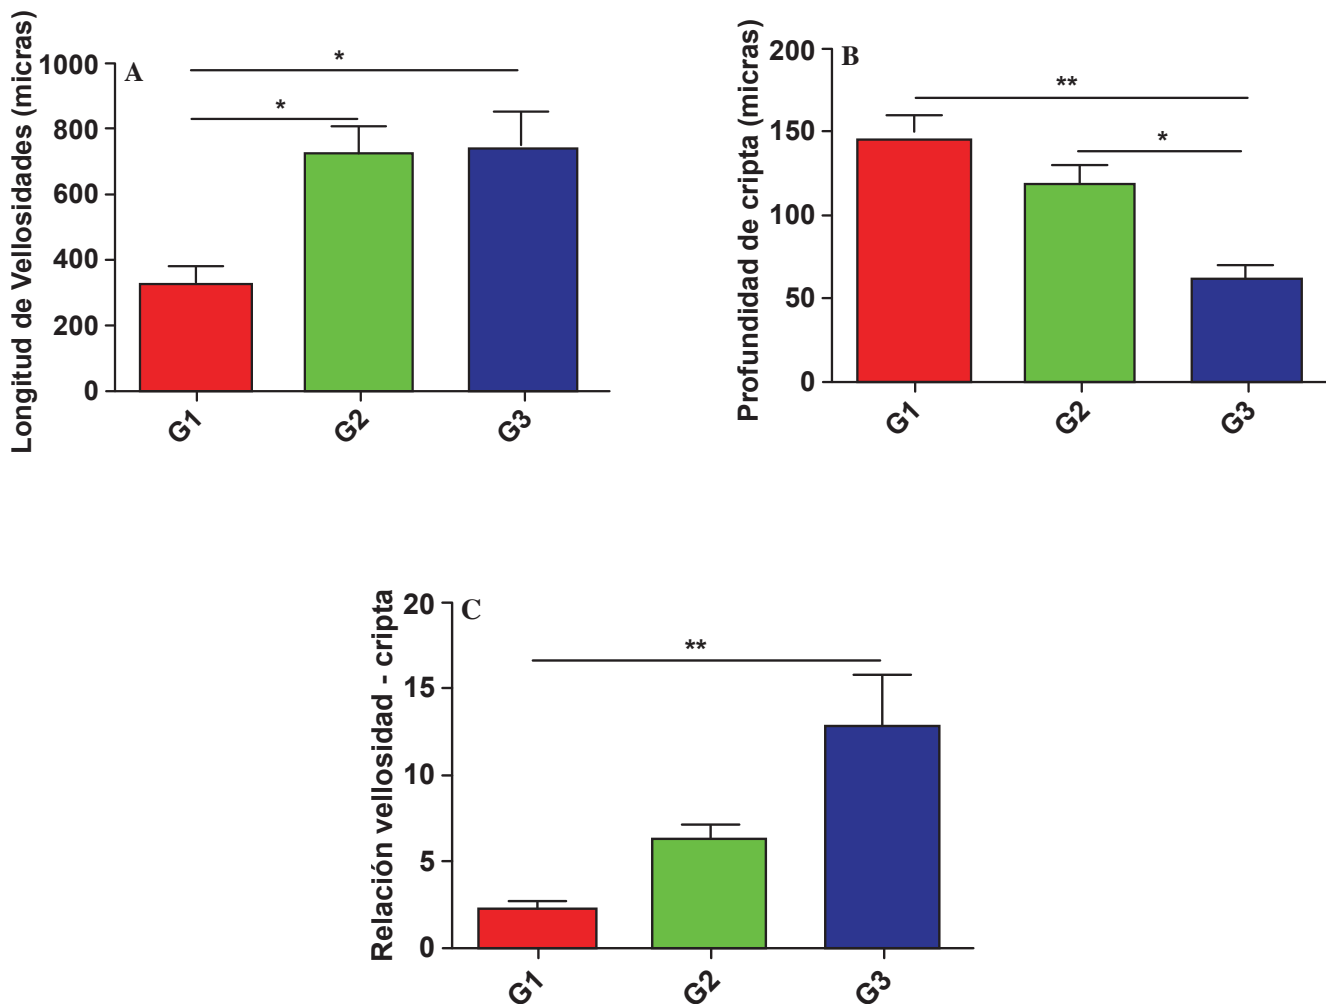 Longitud de Vellosidades (micras)
1000
800
600
400
200
0
A
*
*
G1
G2
G3
Profundidad de cripta (micras)
200
150
100
50
0
B
**
*
G1
G2
G3
Relación vellosidad - cripta
20
15
10
5
0
C
**
G1
G2
G3